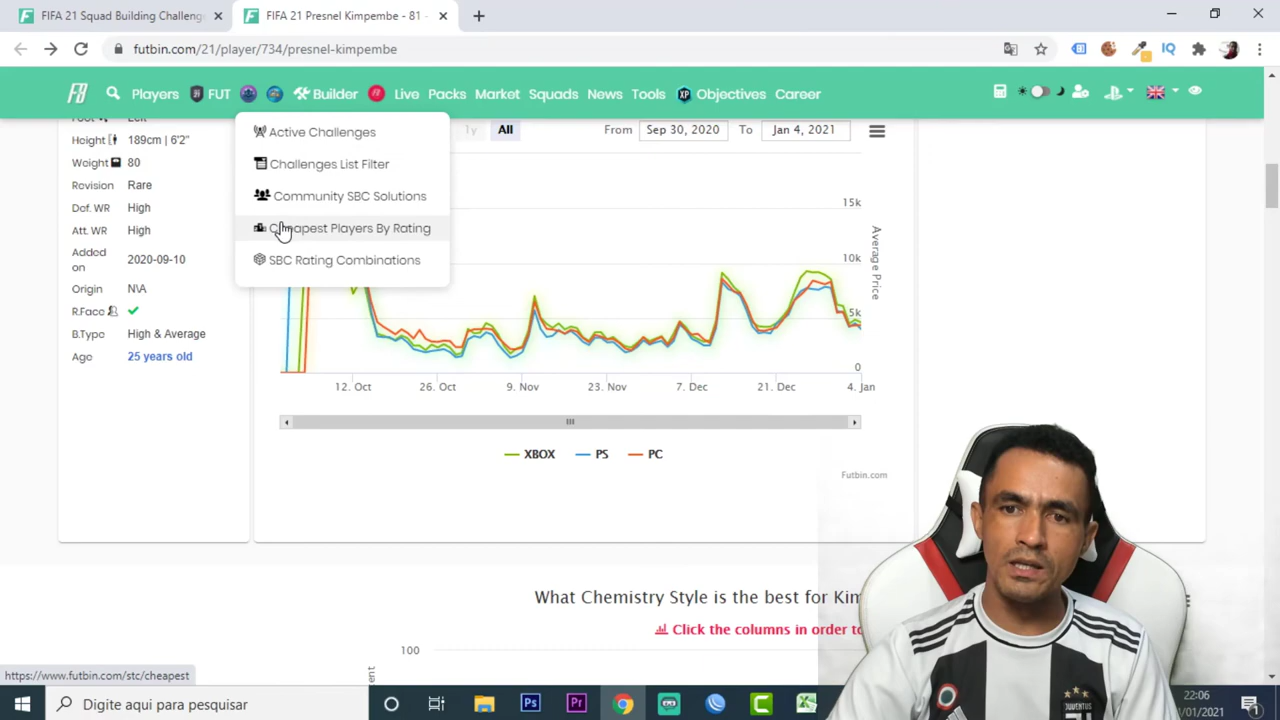 FIFA 21 Squad Building Challeng
FIFA 21 Presnel Kimpembe - 81 -
futbin.com/21/player/734/presnel-kimpembe
Players FUT Builder Live Packs Market Squads News Tools XP Objectives Career
Height 189cm | 6'2"
Weight 80
Revision Rare
Def. WR High
Att. WR High
Added on 2020-09-10
Origin N\A
R.Face
B.Type High & Average
Age 25 years old
Active Challenges
Challenges List Filter
Community SBC Solutions
Cheapest Players By Rating
SBC Rating Combinations
1y All From Sep 30, 2020 To Jan 4, 2021
15k
10k
5k
0
Average Price
12. Oct 26. Oct 9. Nov 23. Nov 7. Dec 21. Dec 4. Jan
XBOX PS PC
Futbin.com
What Chemistry Style is the best for Kim
Click the columns in order to
100
https://www.futbin.com/stc/cheapest
Digite aqui para pesquisar
22:06
/01/2021
JUVENTUS